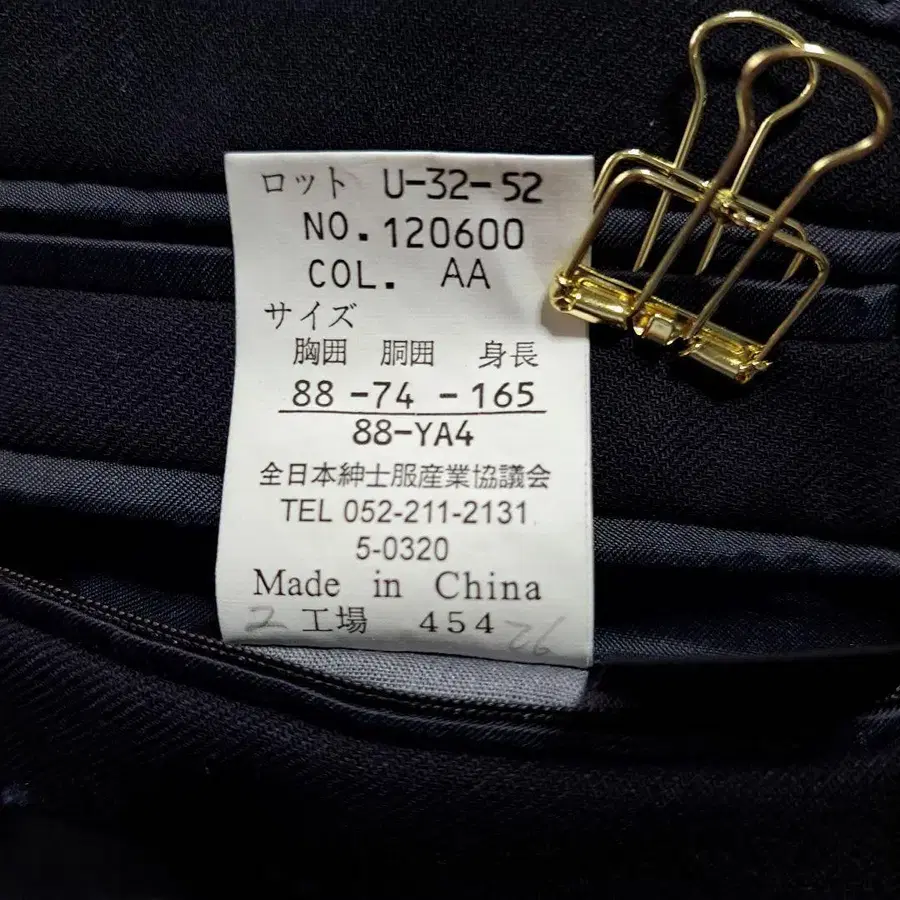 ロット U-32-52
NO.120600
COL. AA
サイズ
胸囲 胴囲 身長
88-74-165
88-YA4
全日本紳士服産業協議会
TEL 052-211-2131
5-0320
Made in China
2 工場 454 26